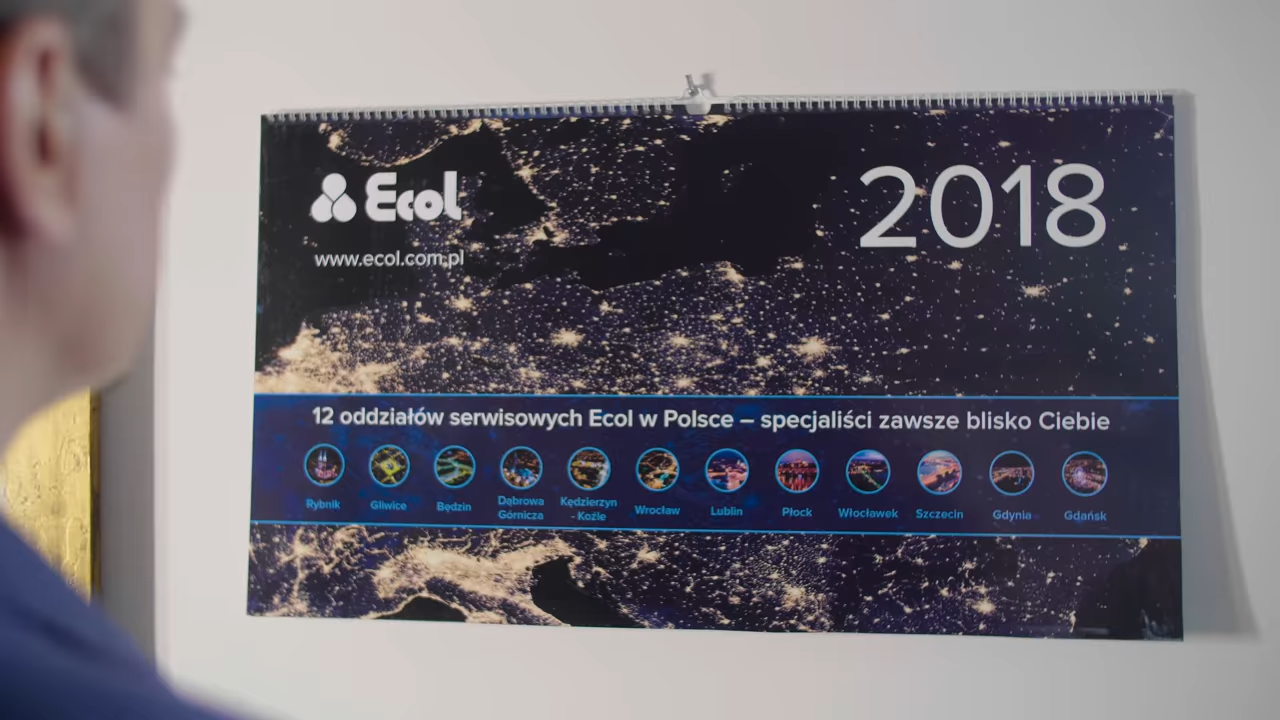 Ecol
2018
www.ecol.com.pl
12 oddziałów serwisowych Ecol w Polsce – specjaliści zawsze blisko Ciebie
Rybnik
Gliwice
Będzin
Dąbrowa
Górnicza
Kędzierzyn
- Koźle
Wrocław
Lublin
Płock
Włocławek
Szczecin
Gdynia
Gdańsk